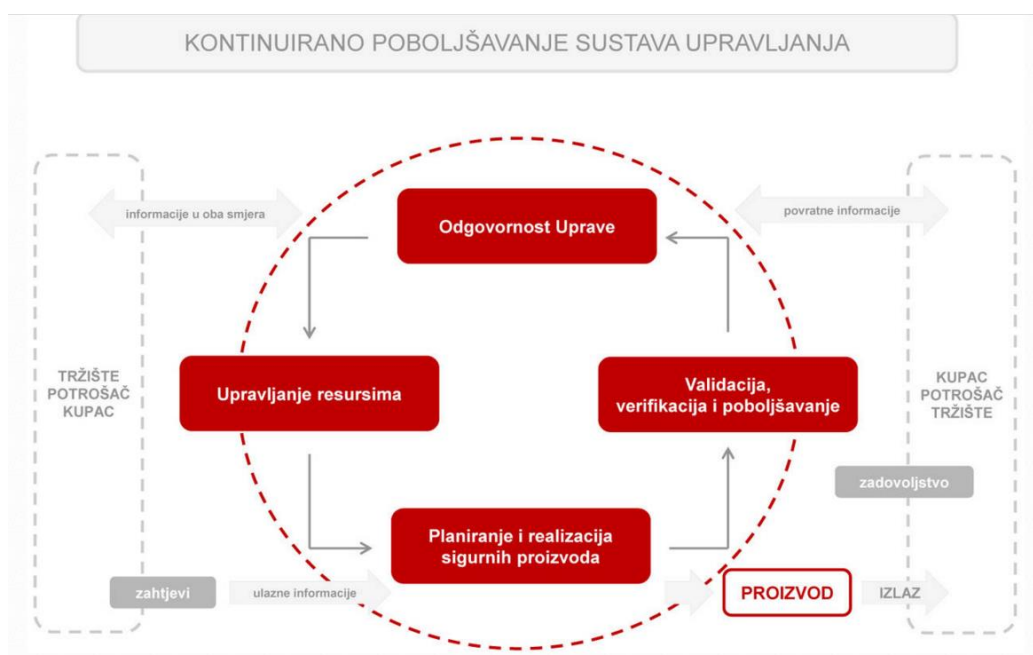 KONTINUIRANO POBOLJŠAVANJE SUSTAVA UPRAVLJANJA
informacije u oba smjera
Odgovornost Uprave
povratne informacije
TRŽIŠTE
POTROŠAČ
KUPAC
Upravljanje resursima
Validacija,
verifikacija i poboljšavanje
KUPAC
POTROŠAČ
TRŽIŠTE
zadovoljstvo
Planiranje i realizacija
sigurnih proizvoda
zahtjevi
ulazne informacije
PROIZVOD
IZLAZ